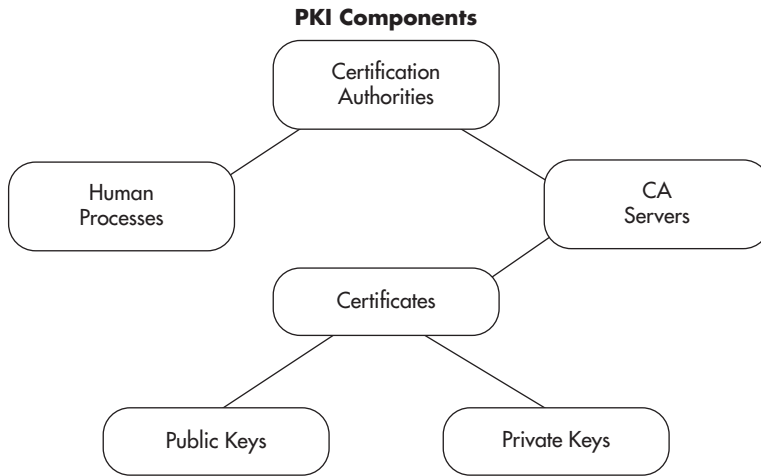 PKI Components
Certification
Authorities
Human
Processes
CA
Servers
Certificates
Public Keys
Private Keys